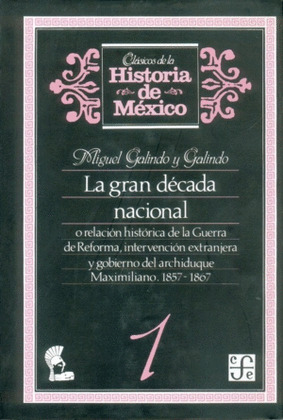 Clásicos de la
Historia
de
México
Miguel Galindo y Galindo
La gran década
nacional
o relación histórica de la Guerra
de Reforma, intervención extranjera
y gobierno del archiduque
Maximiliano. 1857-1867
1
cfe